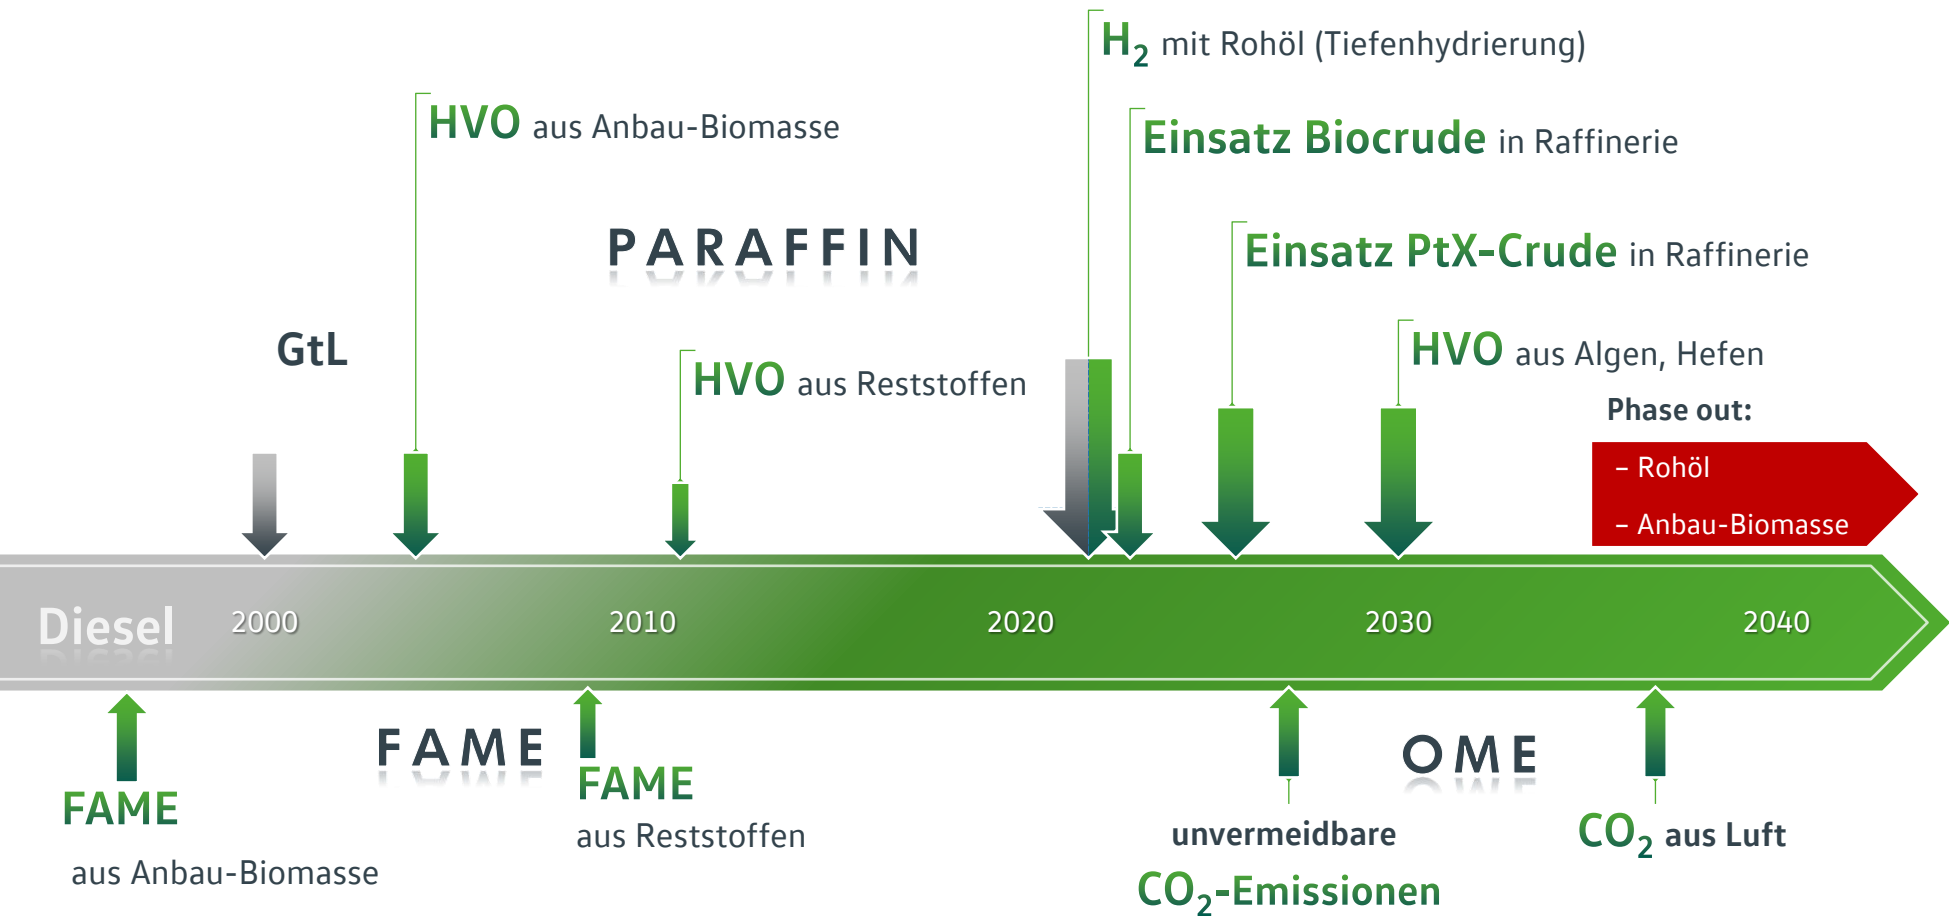 H₂ mit Rohöl (Tiefenhydrierung)
HVO aus Anbau-Biomasse
Einsatz Biocrude in Raffinerie
PARAFFIN
Einsatz PtX-Crude in Raffinerie
GtL
HVO aus Reststoffen
HVO aus Algen, Hefen
Phase out:
– Rohöl
– Anbau-Biomasse
Diesel 2000 2010 2020 2030 2040
FAME
aus Anbau-Biomasse
FAME
FAME
aus Reststoffen
OME
unvermeidbare
CO₂-Emissionen
CO₂ aus Luft